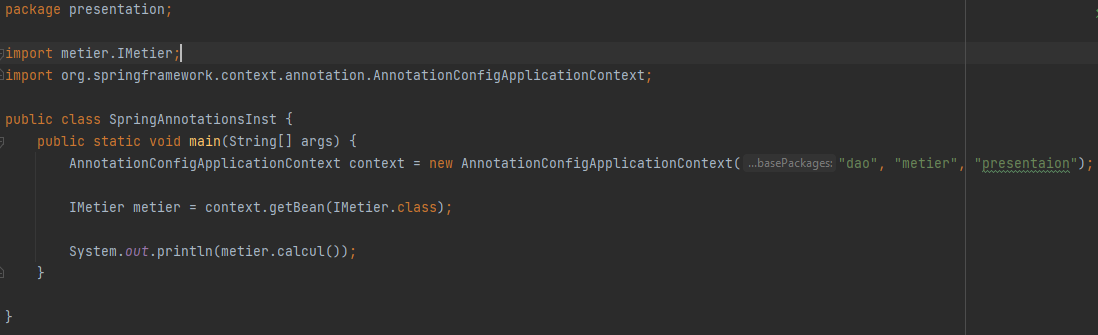 package presentation;
import metier.IMetier;
import org.springframework.context.annotation.AnnotationConfigApplicationContext;
public class SpringAnnotationsInst {
public static void main(String[] args) {
AnnotationConfigApplicationContext context = new AnnotationConfigApplicationContext( ...basePackages: "dao", "metier", "presentaion");
IMetier metier = context.getBean(IMetier.class);
System.out.println(metier.calcul());
}
}